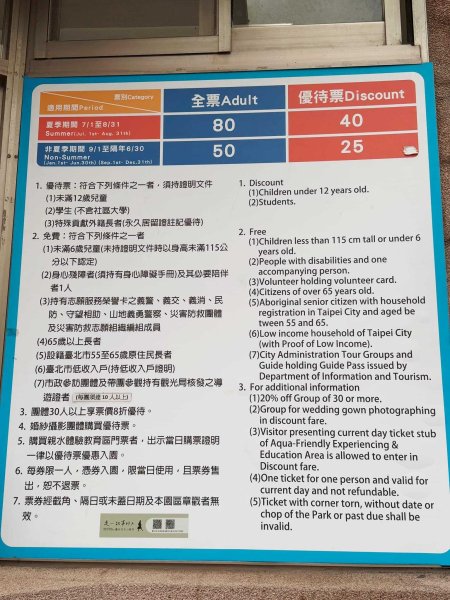 票別Category
適用期間Period
全票Adult
優待票Discount
夏季期間 7/1至8/31
Summer(Jul. 1st- Aug. 31th)
80
40
非夏季期間 9/1至隔年6/30
Non-Summer
(Jan.1st- Jun.30th) (Sep.1st- Dec.31th)
50
25
1. 優待票：符合下列條件之一者，須持證明文件
(1)未滿12歲兒童
(2)學生 (不含社區大學)
(3)特殊貢獻外籍長者(永久居留證註記優待)
2. 免費：符合下列條件之一者
(1)未滿6歲兒童(未持證明文件時以身高未滿115公
分以下認定)
(2)身心障礙者(須持有身心障礙手冊)及其必要陪伴
者1人
(3)持有志願服務榮譽卡之義警、義交、義消、民
防、守望相助、山地義勇警察、災害防救團體
及災害防救志願組織編組成員
(4)65歲以上長者
(5)設籍臺北市55至65歲原住民長者
(6)臺北市低收入戶(持低收入戶證明)
(7)市政參訪團體及帶團參觀持有觀光局核發之導
遊證者 (每團須達10人以上)
3. 團體30人以上享票價8折優待。
4. 婚紗攝影團體購買優待票。
5. 購買親水體驗教育區門票者，出示當日購票證明
一律以優待票優惠入園。
6. 每券限一人，憑券入園，限當日使用，且票券售
出，恕不退票。
7. 票券經截角、隔日或未蓋日期及本園區章戳者無
效。
1. Discount
(1)Children under 12 years old.
(2)Students.
2. Free
(1)Children less than 115 cm tall or under 6
years old.
(2)People with disabilities and one
accompanying person.
(3)Volunteer holding volunteer card.
(4)Citizens of over 65 years old.
(5)Aboriginal senior citizen with household
registration in Taipei City and aged be
tween 55 and 65.
(6)Low income household of Taipei City
(with Proof of Low Income).
(7)City Administration Tour Groups and
Guide holding Guide Pass issued by
Department of Information and Tourism.
3. For additional information
(1)20% off Group of 30 or more.
(2)Group for wedding gown photographing
in discount fare.
(3)Visitor presenting current day ticket stub
of Aqua-Friendly Experiencing &
Education Area is allowed to enter in
Discount fare.
(4)One ticket for one person and valid for
current day and not refundable.
(5)Ticket with corner torn, without date or
chop of the Park or past due shall be
invalid.